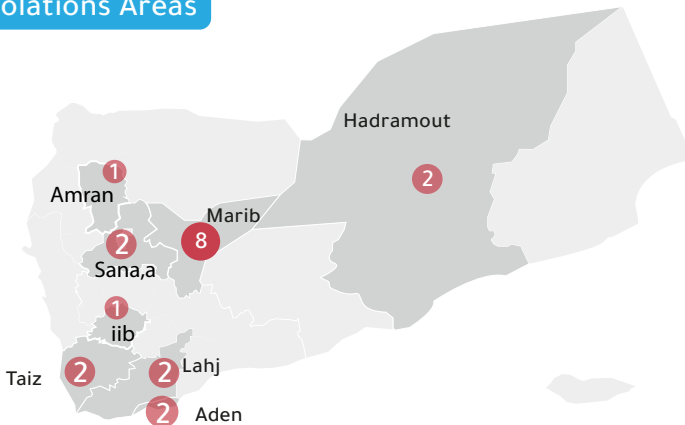 olations Areas
Hadramout
2
1
Amran
Marib
8
2
Sana,a
1
iib
Taiz
2
2
Lahj
2
Aden